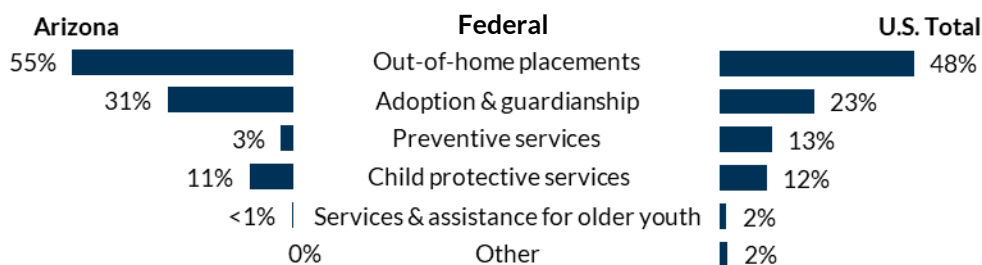 Arizona Federal U.S. Total
55% Out-of-home placements 48%
31% Adoption & guardianship 23%
3% Preventive services 13%
11% Child protective services 12%
<1% Services & assistance for older youth 2%
0% Other 2%